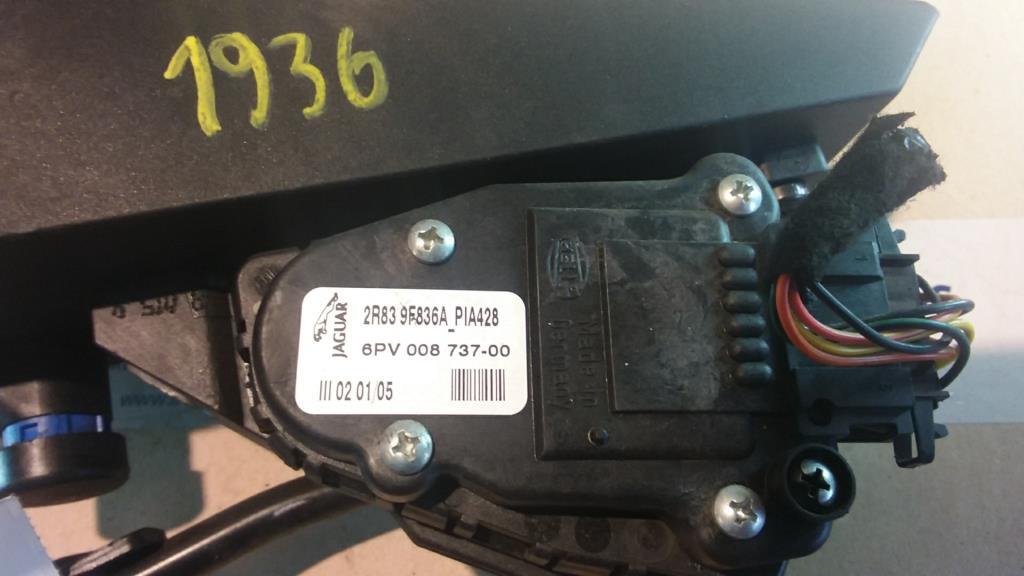 1936
JAGUAR
2R83 9F836A_PIA428
6PV 008 737-00
III 02 01/05
HELLA
Made in
Germany